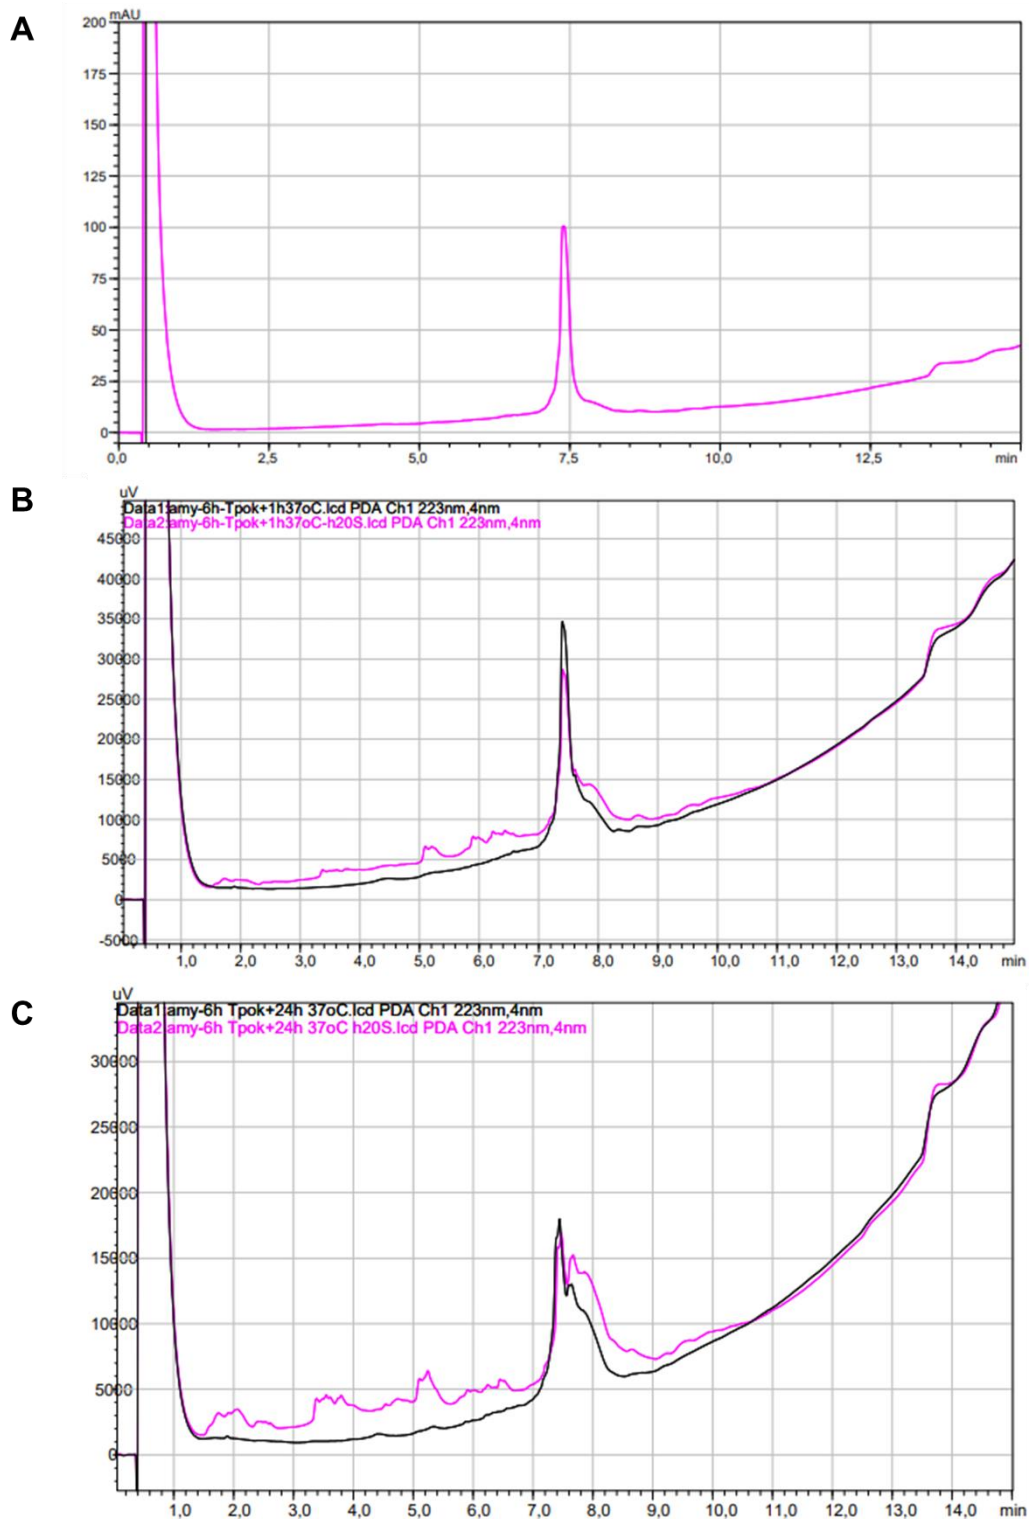 A
mAU
200
175
150
125
100
75
50
25
0
0,0 2,5 5,0 7,5 10,0 12,5 min
B
uV
Data1:amy-6h-Tpok+1h37oC.lcd PDA Ch1 223nm,4nm
Data2:amy-6h-Tpok+1h37oC-h20S.lcd PDA Ch1 223nm,4nm
45000
40000
35000
30000
25000
20000
15000
10000
5000
0
-5000
1,0 2,0 3,0 4,0 5,0 6,0 7,0 8,0 9,0 10,0 11,0 12,0 13,0 14,0 min
C
uV
Data1:amy-6h Tpok+24h 37oC.lcd PDA Ch1 223nm,4nm
Data2:amy-6h Tpok+24h 37oC h20S.lcd PDA Ch1 223nm,4nm
30000
25000
20000
15000
10000
5000
0
1,0 2,0 3,0 4,0 5,0 6,0 7,0 8,0 9,0 10,0 11,0 12,0 13,0 14,0 min